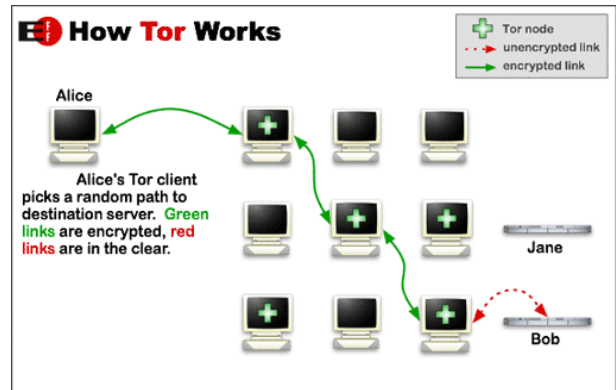 EFF How Tor Works
Tor node
unencrypted link
encrypted link
Alice
Alice's Tor client
picks a random path to
destination server. Green
links are encrypted, red
links are in the clear.
Jane
Bob